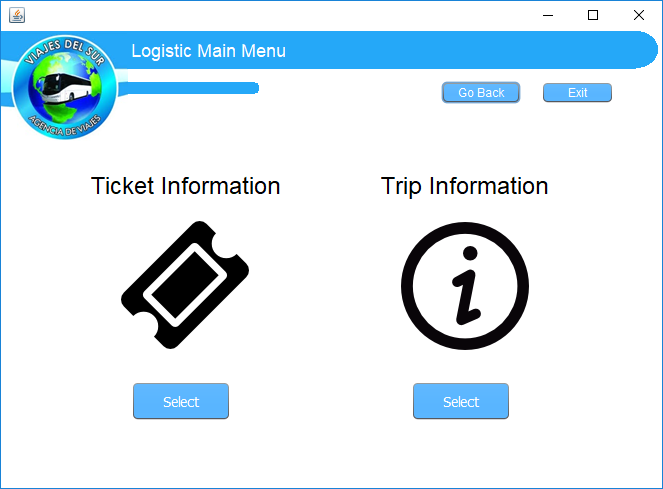 VIAJES DEL SUR
AGENCIA DE VIAJES
Logistic Main Menu
Go Back
Exit
Ticket Information
Trip Information
Select
Select